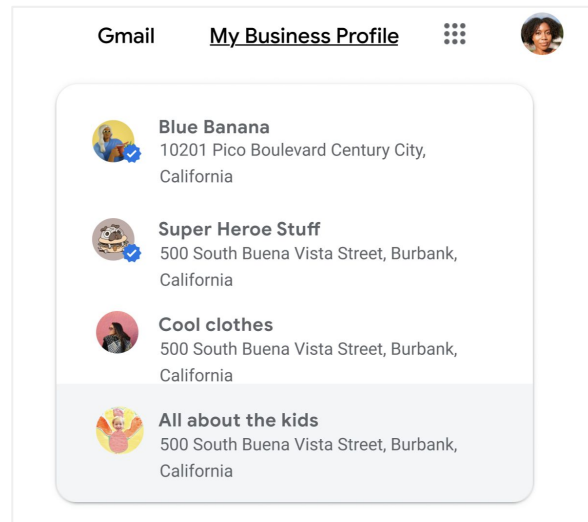 Gmail My Business Profile
Blue Banana
10201 Pico Boulevard Century City,
California
Super Heroe Stuff
500 South Buena Vista Street, Burbank,
California
Cool clothes
500 South Buena Vista Street, Burbank,
California
All about the kids
500 South Buena Vista Street, Burbank,
California